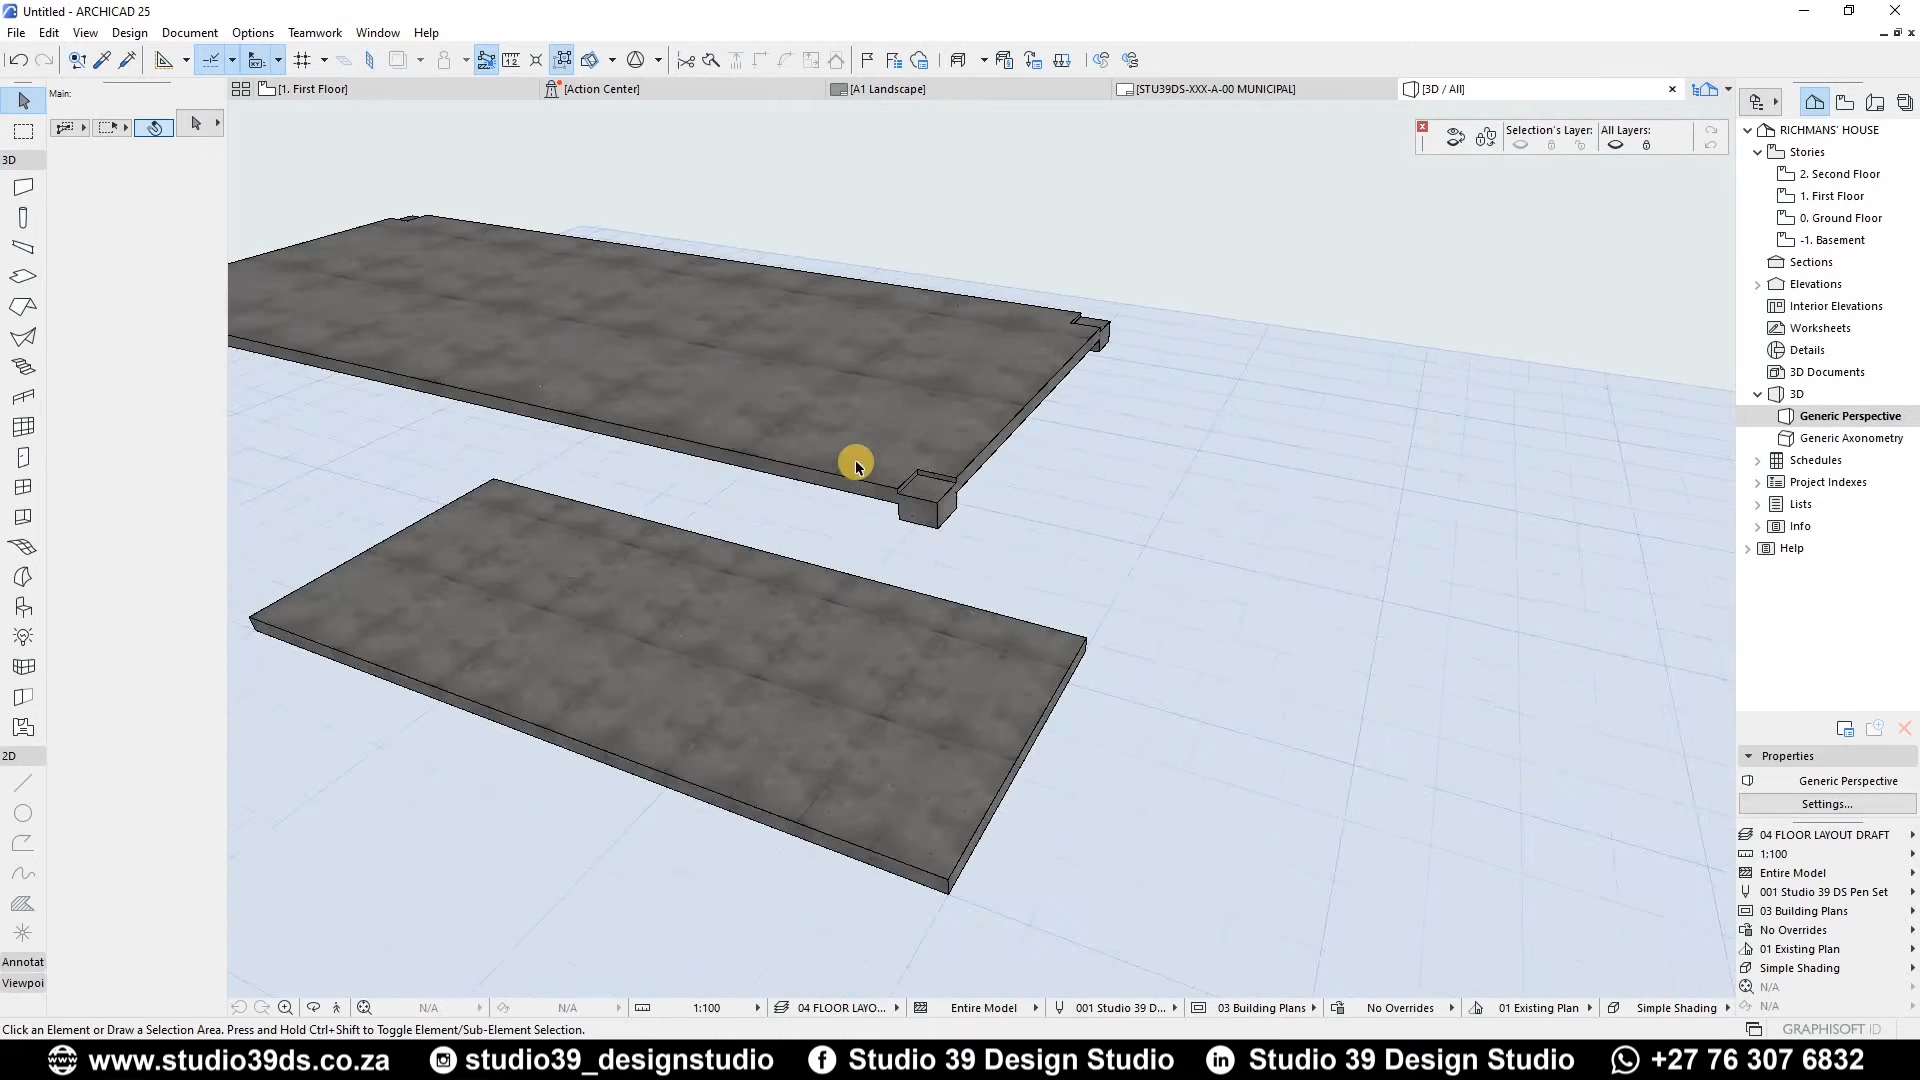 Untitled - ARCHICAD 25
File Edit View Design Document Options Teamwork Window Help
[1. First Floor] [Action Center] [A1 Landscape] [STU39DS-XXX-A-00 MUNICIPAL] [3D / All]
Main:
Selection's Layer: All Layers:
3D
2D
Annotat
Viewpoi
RICHMANS' HOUSE
Stories
2. Second Floor
1. First Floor
0. Ground Floor
-1. Basement
Sections
Elevations
Interior Elevations
Worksheets
Details
3D Documents
3D
Generic Perspective
Generic Axonometry
Schedules
Project Indexes
Lists
Info
Help
Properties
Generic Perspective
Settings...
04 FLOOR LAYOUT DRAFT
1:100
Entire Model
001 Studio 39 DS Pen Set
03 Building Plans
No Overrides
01 Existing Plan
Simple Shading
N/A
N/A
N/A N/A 1:100 04 FLOOR LAYO... Entire Model 001 Studio 39 D... 03 Building Plans No Overrides 01 Existing Plan Simple Shading
Click an Element or Draw a Selection Area. Press and Hold Ctrl+Shift to Toggle Element/Sub-Element Selection.
GRAPHISOFT ID
www.studio39ds.co.za studio39_designstudio Studio 39 Design Studio Studio 39 Design Studio +27 76 307 6832